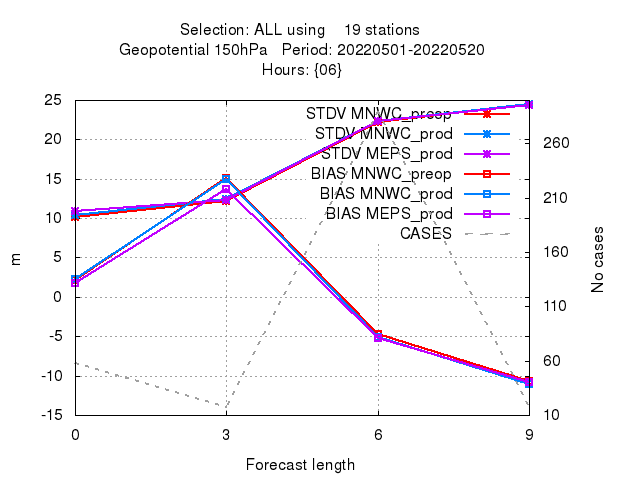 Selection: ALL using 19 stations
Geopotential 150hPa Period: 20220501-20220520
Hours: {06}
STDV MNWC_preop
STDV MNWC_prod
STDV MEPS_prod
BIAS MNWC_preop
BIAS MNWC_prod
BIAS MEPS_prod
CASES
25
20
15
10
5
0
-5
-10
-15
m
260
210
160
110
60
10
No cases
0 3 6 9
Forecast length